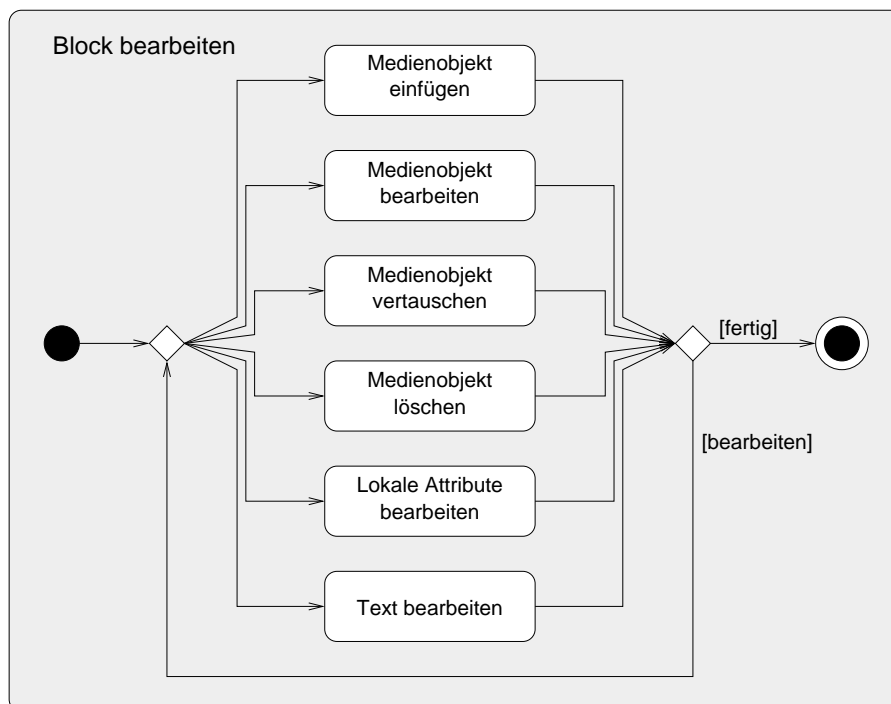 Block bearbeiten
Medienobjekt
einfügen
Medienobjekt
bearbeiten
Medienobjekt
vertauschen
[fertig]
Medienobjekt
löschen
[bearbeiten]
Lokale Attribute
bearbeiten
Text bearbeiten